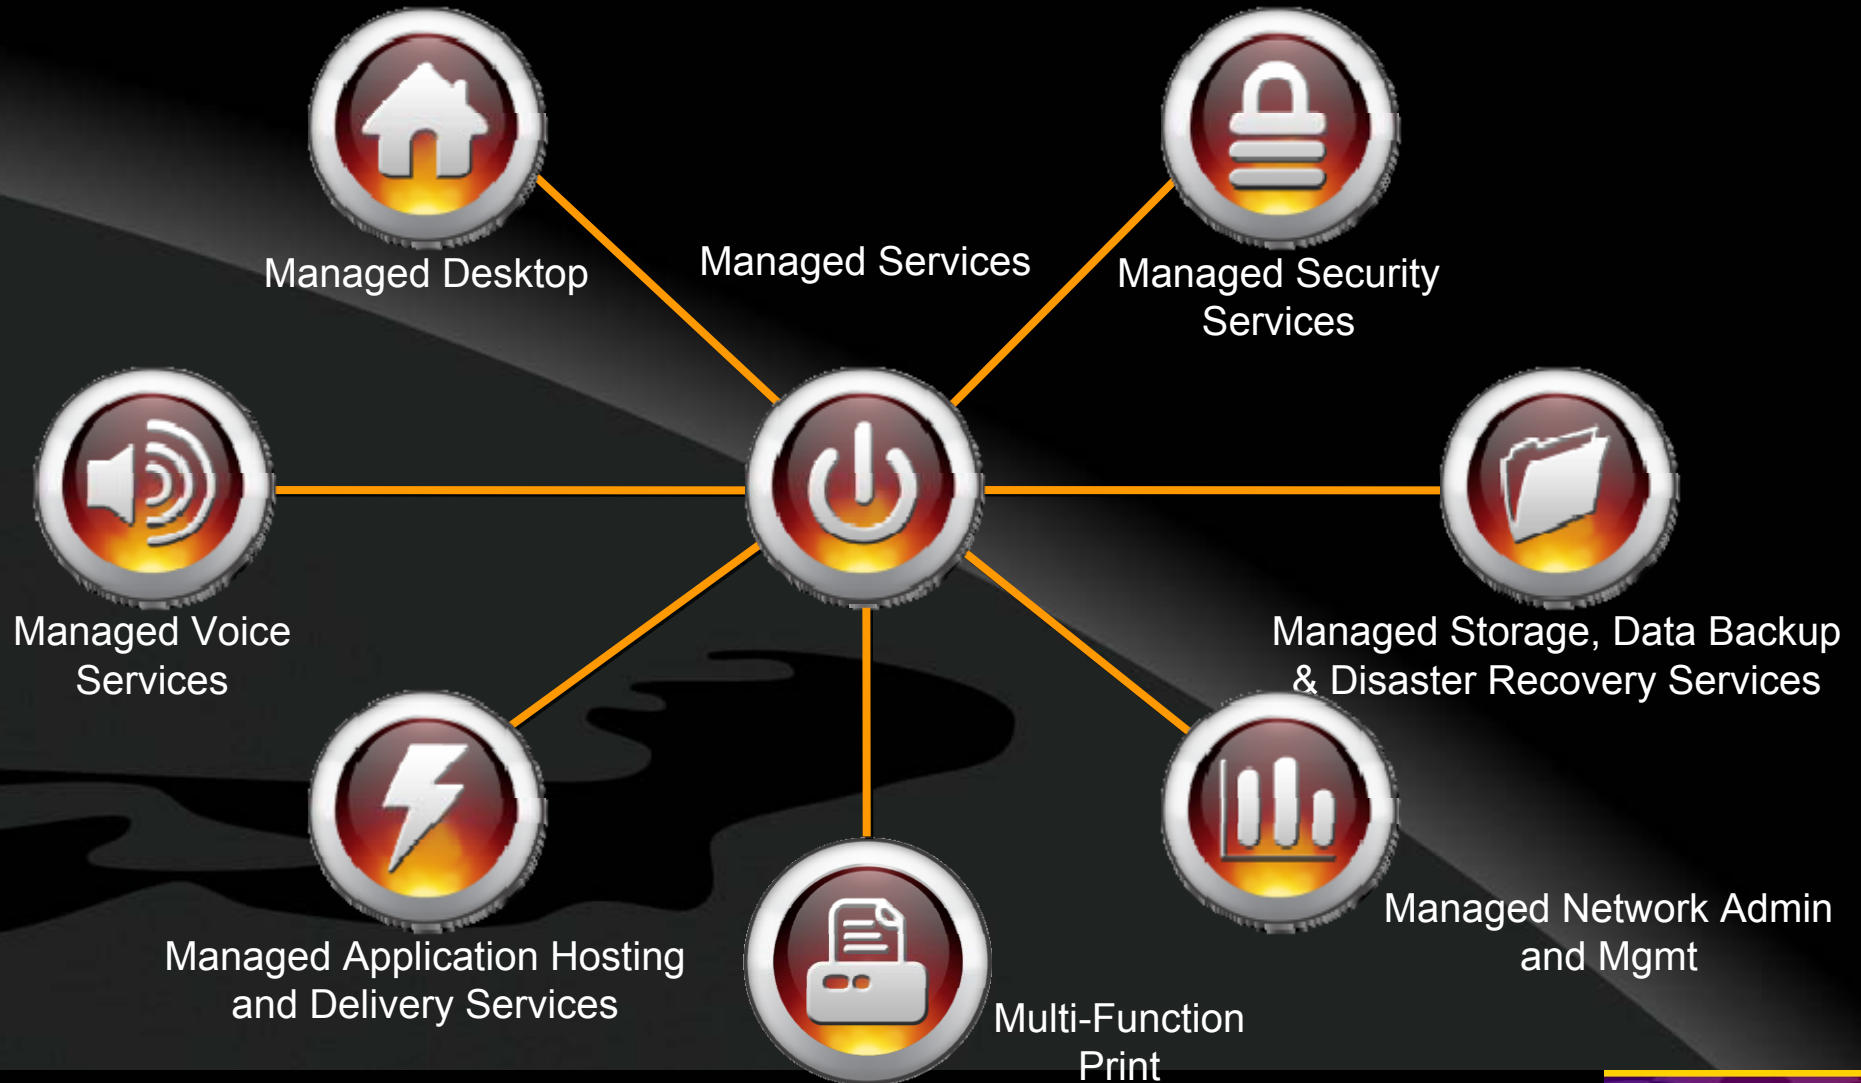 Managed Desktop
Managed Services
Managed Security
Services
Managed Voice
Services
Managed Storage, Data Backup
& Disaster Recovery Services
Managed Application Hosting
and Delivery Services
Multi-Function
Print
Managed Network Admin
and Mgmt